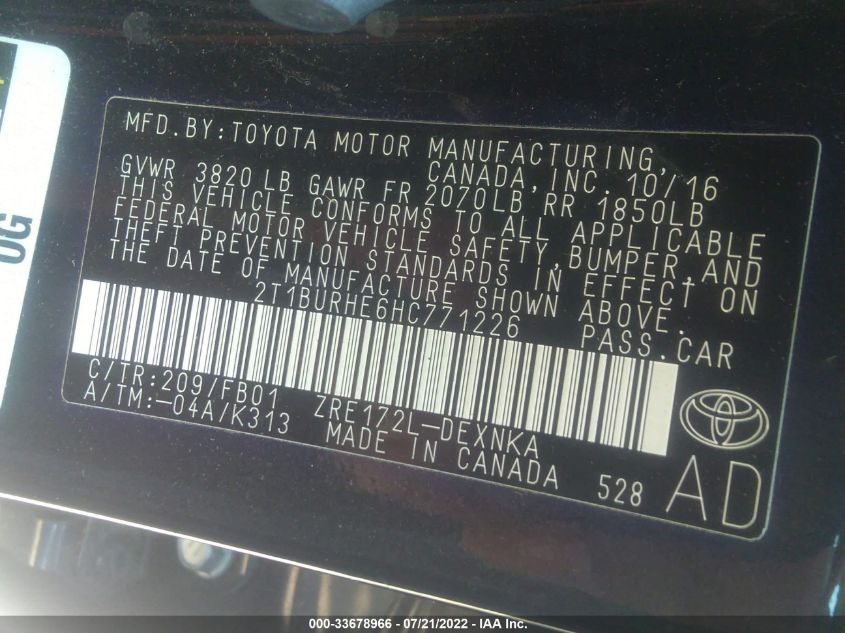 MFD.BY:TOYOTA MOTOR MANUFACTURING,
CANADA, INC. 10/16
GVWR 3820 LB GAWR FR 2070LB RR 1850LB
THIS VEHICLE CONFORMS TO ALL APPLICABLE
FEDERAL MOTOR VEHICLE SAFETY,BUMPER,AND
THEFT PREVENTION STANDARDS IN EFFECT ON
THE DATE OF MANUFACTURE SHOWN ABOVE.
2T1BURHE6HC771226 PASS.CAR
C/TR:209/FB01 ZRE172L-DEXNKA
A/TM:-04A/K313 MADE IN CANADA
528 AD
OG
000-33678966 - 07/21/2022 - IAA Inc.